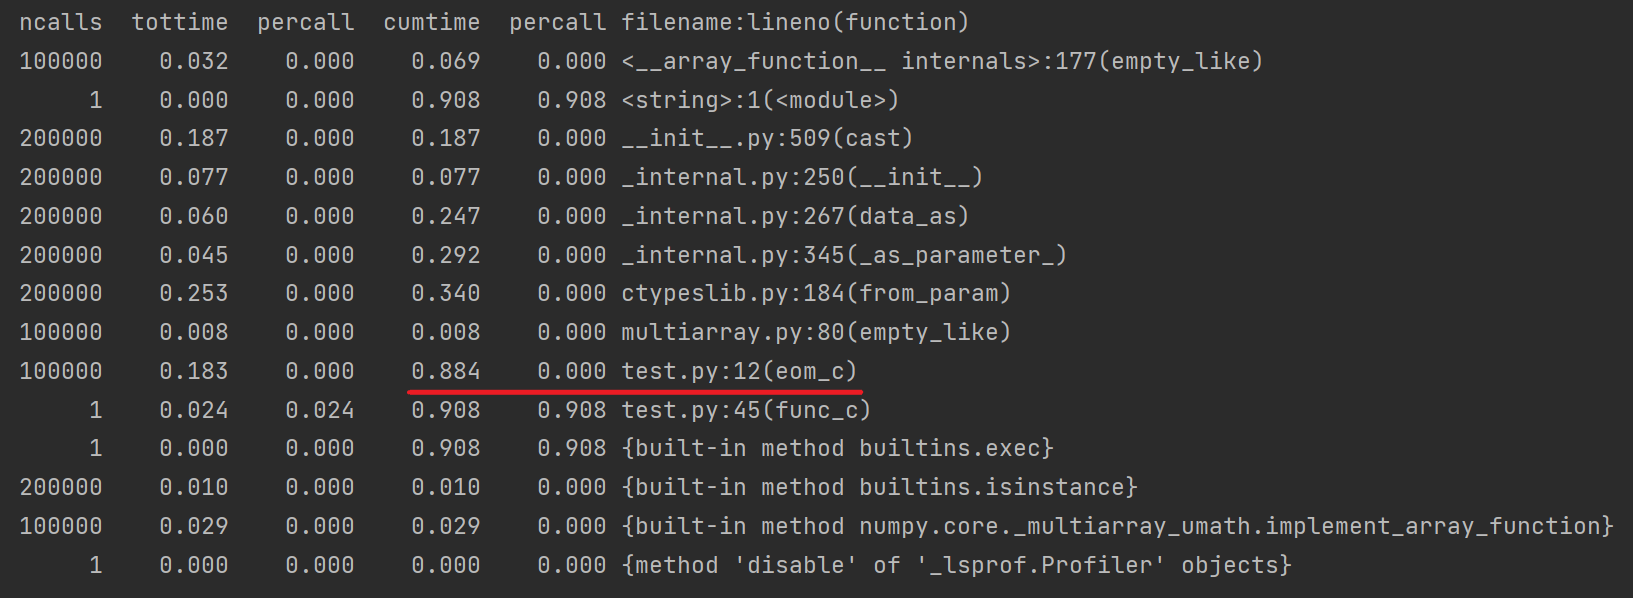 ncalls tottime percall cumtime percall filename:lineno(function)
100000 0.032 0.000 0.069 0.000 <__array_function__ internals>:177(empty_like)
1 0.000 0.000 0.908 0.908 <string>:1(<module>)
200000 0.187 0.000 0.187 0.000 __init__.py:509(cast)
200000 0.077 0.000 0.077 0.000 _internal.py:250(__init__)
200000 0.060 0.000 0.247 0.000 _internal.py:267(data_as)
200000 0.045 0.000 0.292 0.000 _internal.py:345(_as_parameter_)
200000 0.253 0.000 0.340 0.000 ctypeslib.py:184(from_param)
100000 0.008 0.000 0.008 0.000 multiarray.py:80(empty_like)
100000 0.183 0.000 0.884 0.000 test.py:12(eom_c)
1 0.024 0.024 0.908 0.908 test.py:45(func_c)
1 0.000 0.000 0.908 0.908 {built-in method builtins.exec}
200000 0.010 0.000 0.010 0.000 {built-in method builtins.isinstance}
100000 0.029 0.000 0.029 0.000 {built-in method numpy.core._multiarray_umath.implement_array_function}
1 0.000 0.000 0.000 0.000 {method 'disable' of '_lsprof.Profiler' objects}